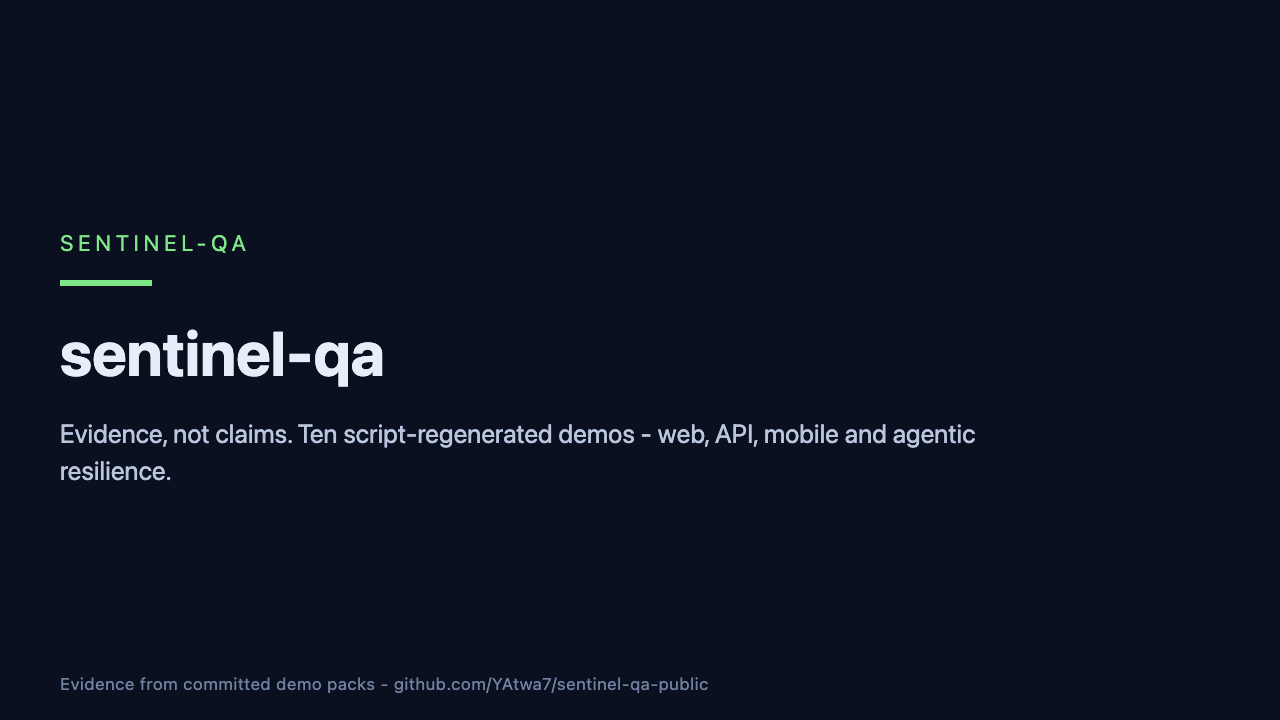 SENTINEL-QA
sentinel-qa
Evidence, not claims. Ten script-regenerated demos - web, API, mobile and agentic
resilience.
Evidence from committed demo packs - github.com/YAtwa7/sentinel-qa-public